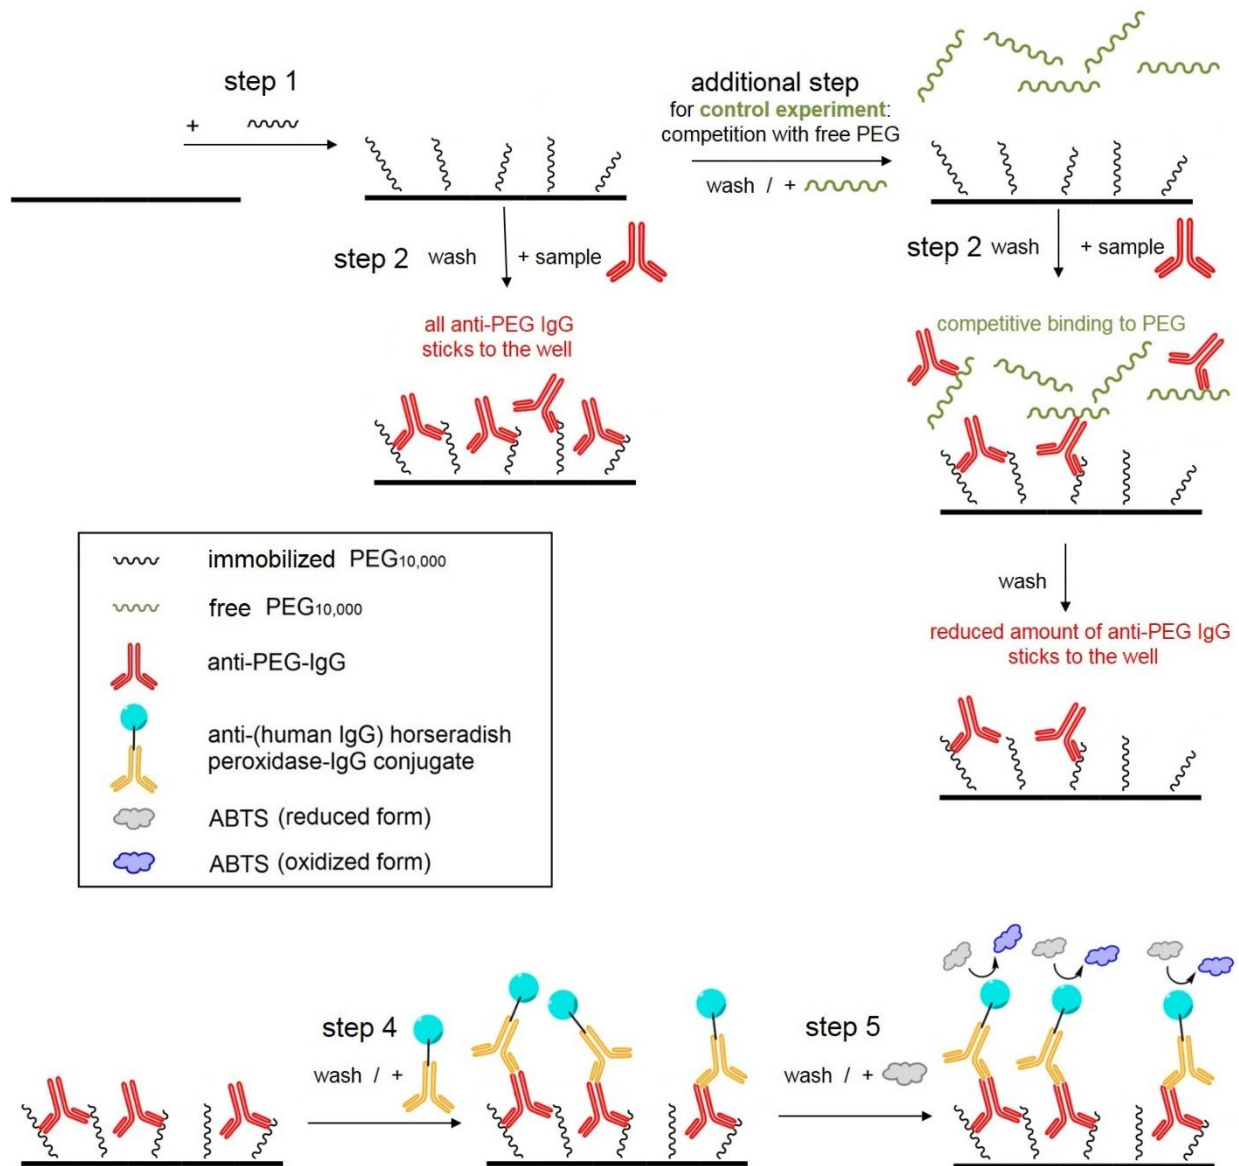 step 1
+
additional step
for control experiment:
competition with free PEG
wash / +
step 2 wash + sample
step 2 wash + sample
all anti-PEG IgG
sticks to the well
competitive binding to PEG
immobilized PEG10,000
free PEG10,000
anti-PEG-IgG
anti-(human IgG) horseradish
peroxidase-IgG conjugate
ABTS (reduced form)
ABTS (oxidized form)
wash
reduced amount of anti-PEG IgG
sticks to the well
step 4
wash / +
step 5
wash / +